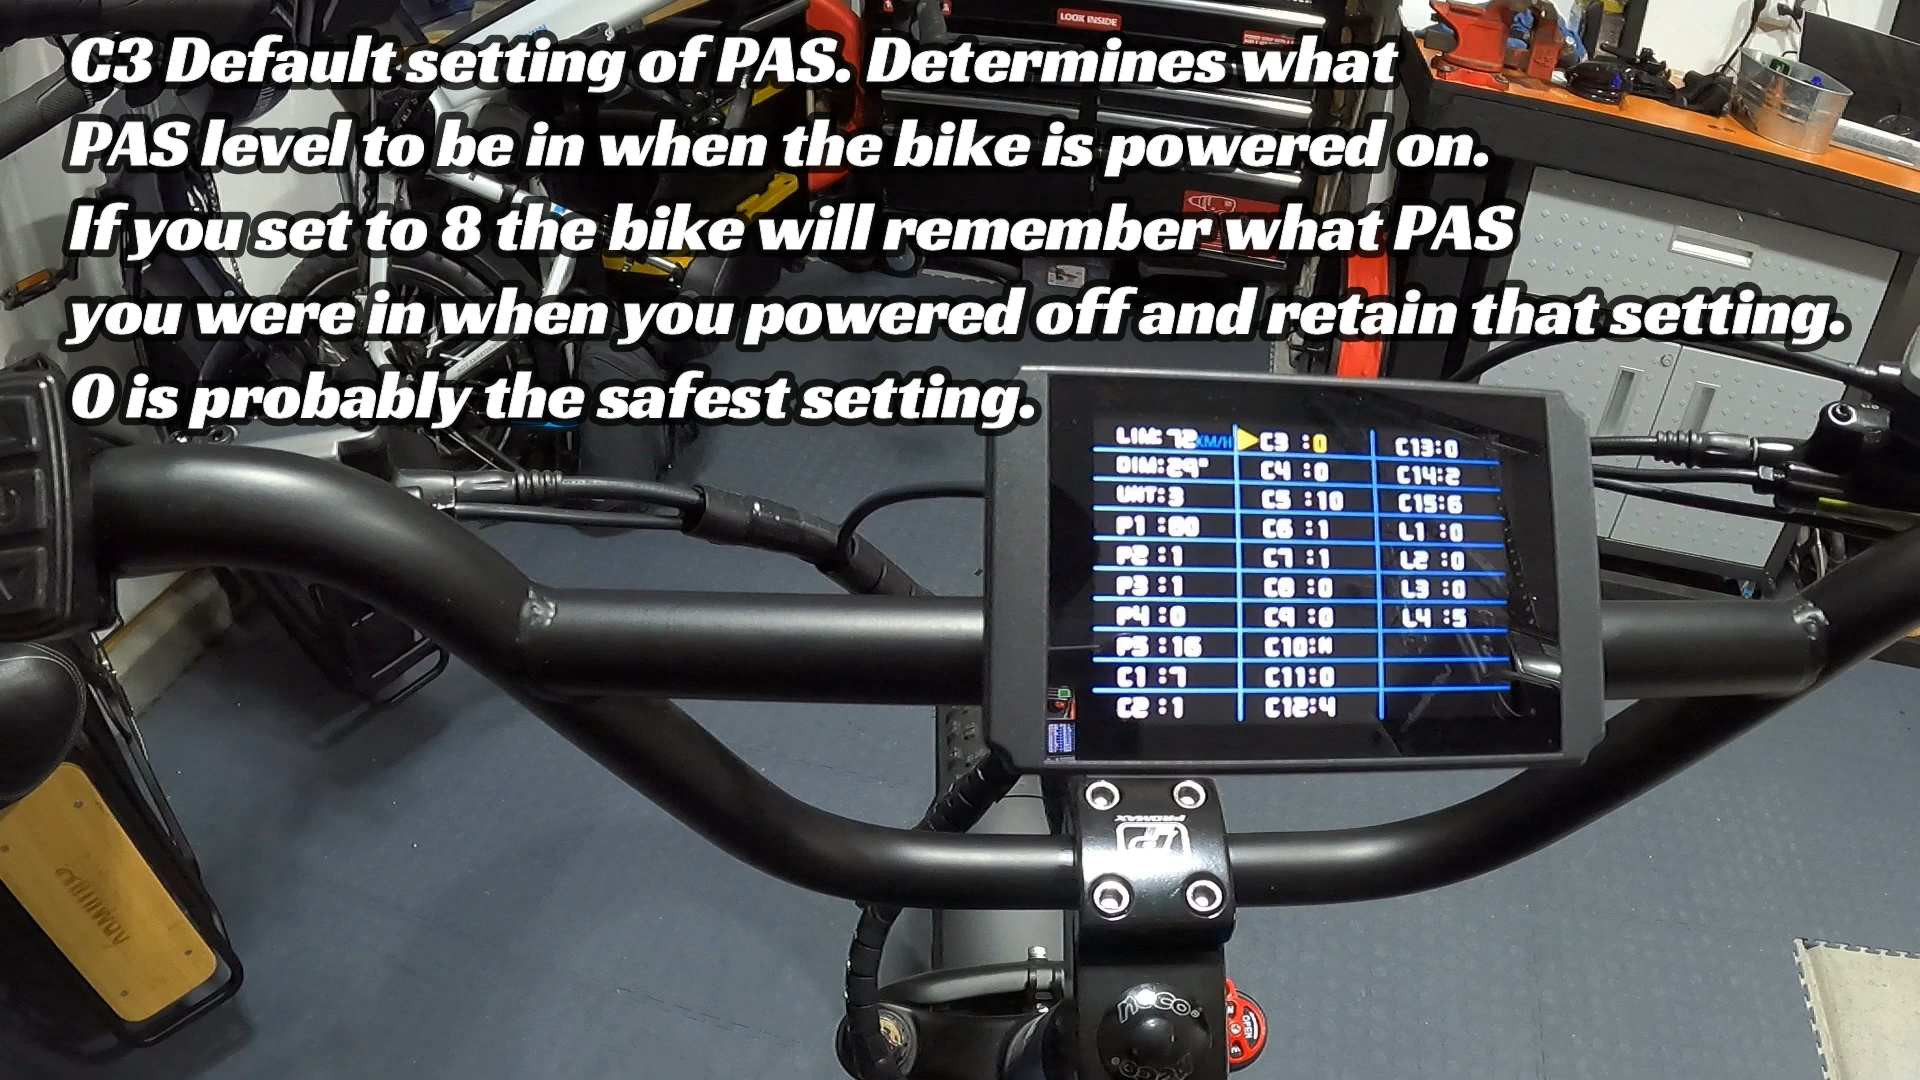 C3 Default setting of PAS. Determines what
PAS level to be in when the bike is powered on.
If you set to 8 the bike will remember what PAS
you were in when you powered off and retain that setting.
0 is probably the safest setting.
LOOK INSIDE
LIM: 72KM/H
DIM:29"
UNT:3
P1 :80
P2 :1
P3 :1
P4 :0
P5 :16
C1 :7
C2 :1
C3 :0
C4 :0
C5 :10
C6 :1
C7 :1
C8 :0
C9 :0
C10:N
C11:0
C12:4
C13:0
C14:2
C15:6
L1 :0
L2 :0
L3 :0
L4 :5
PROMAX
neco
OPEN